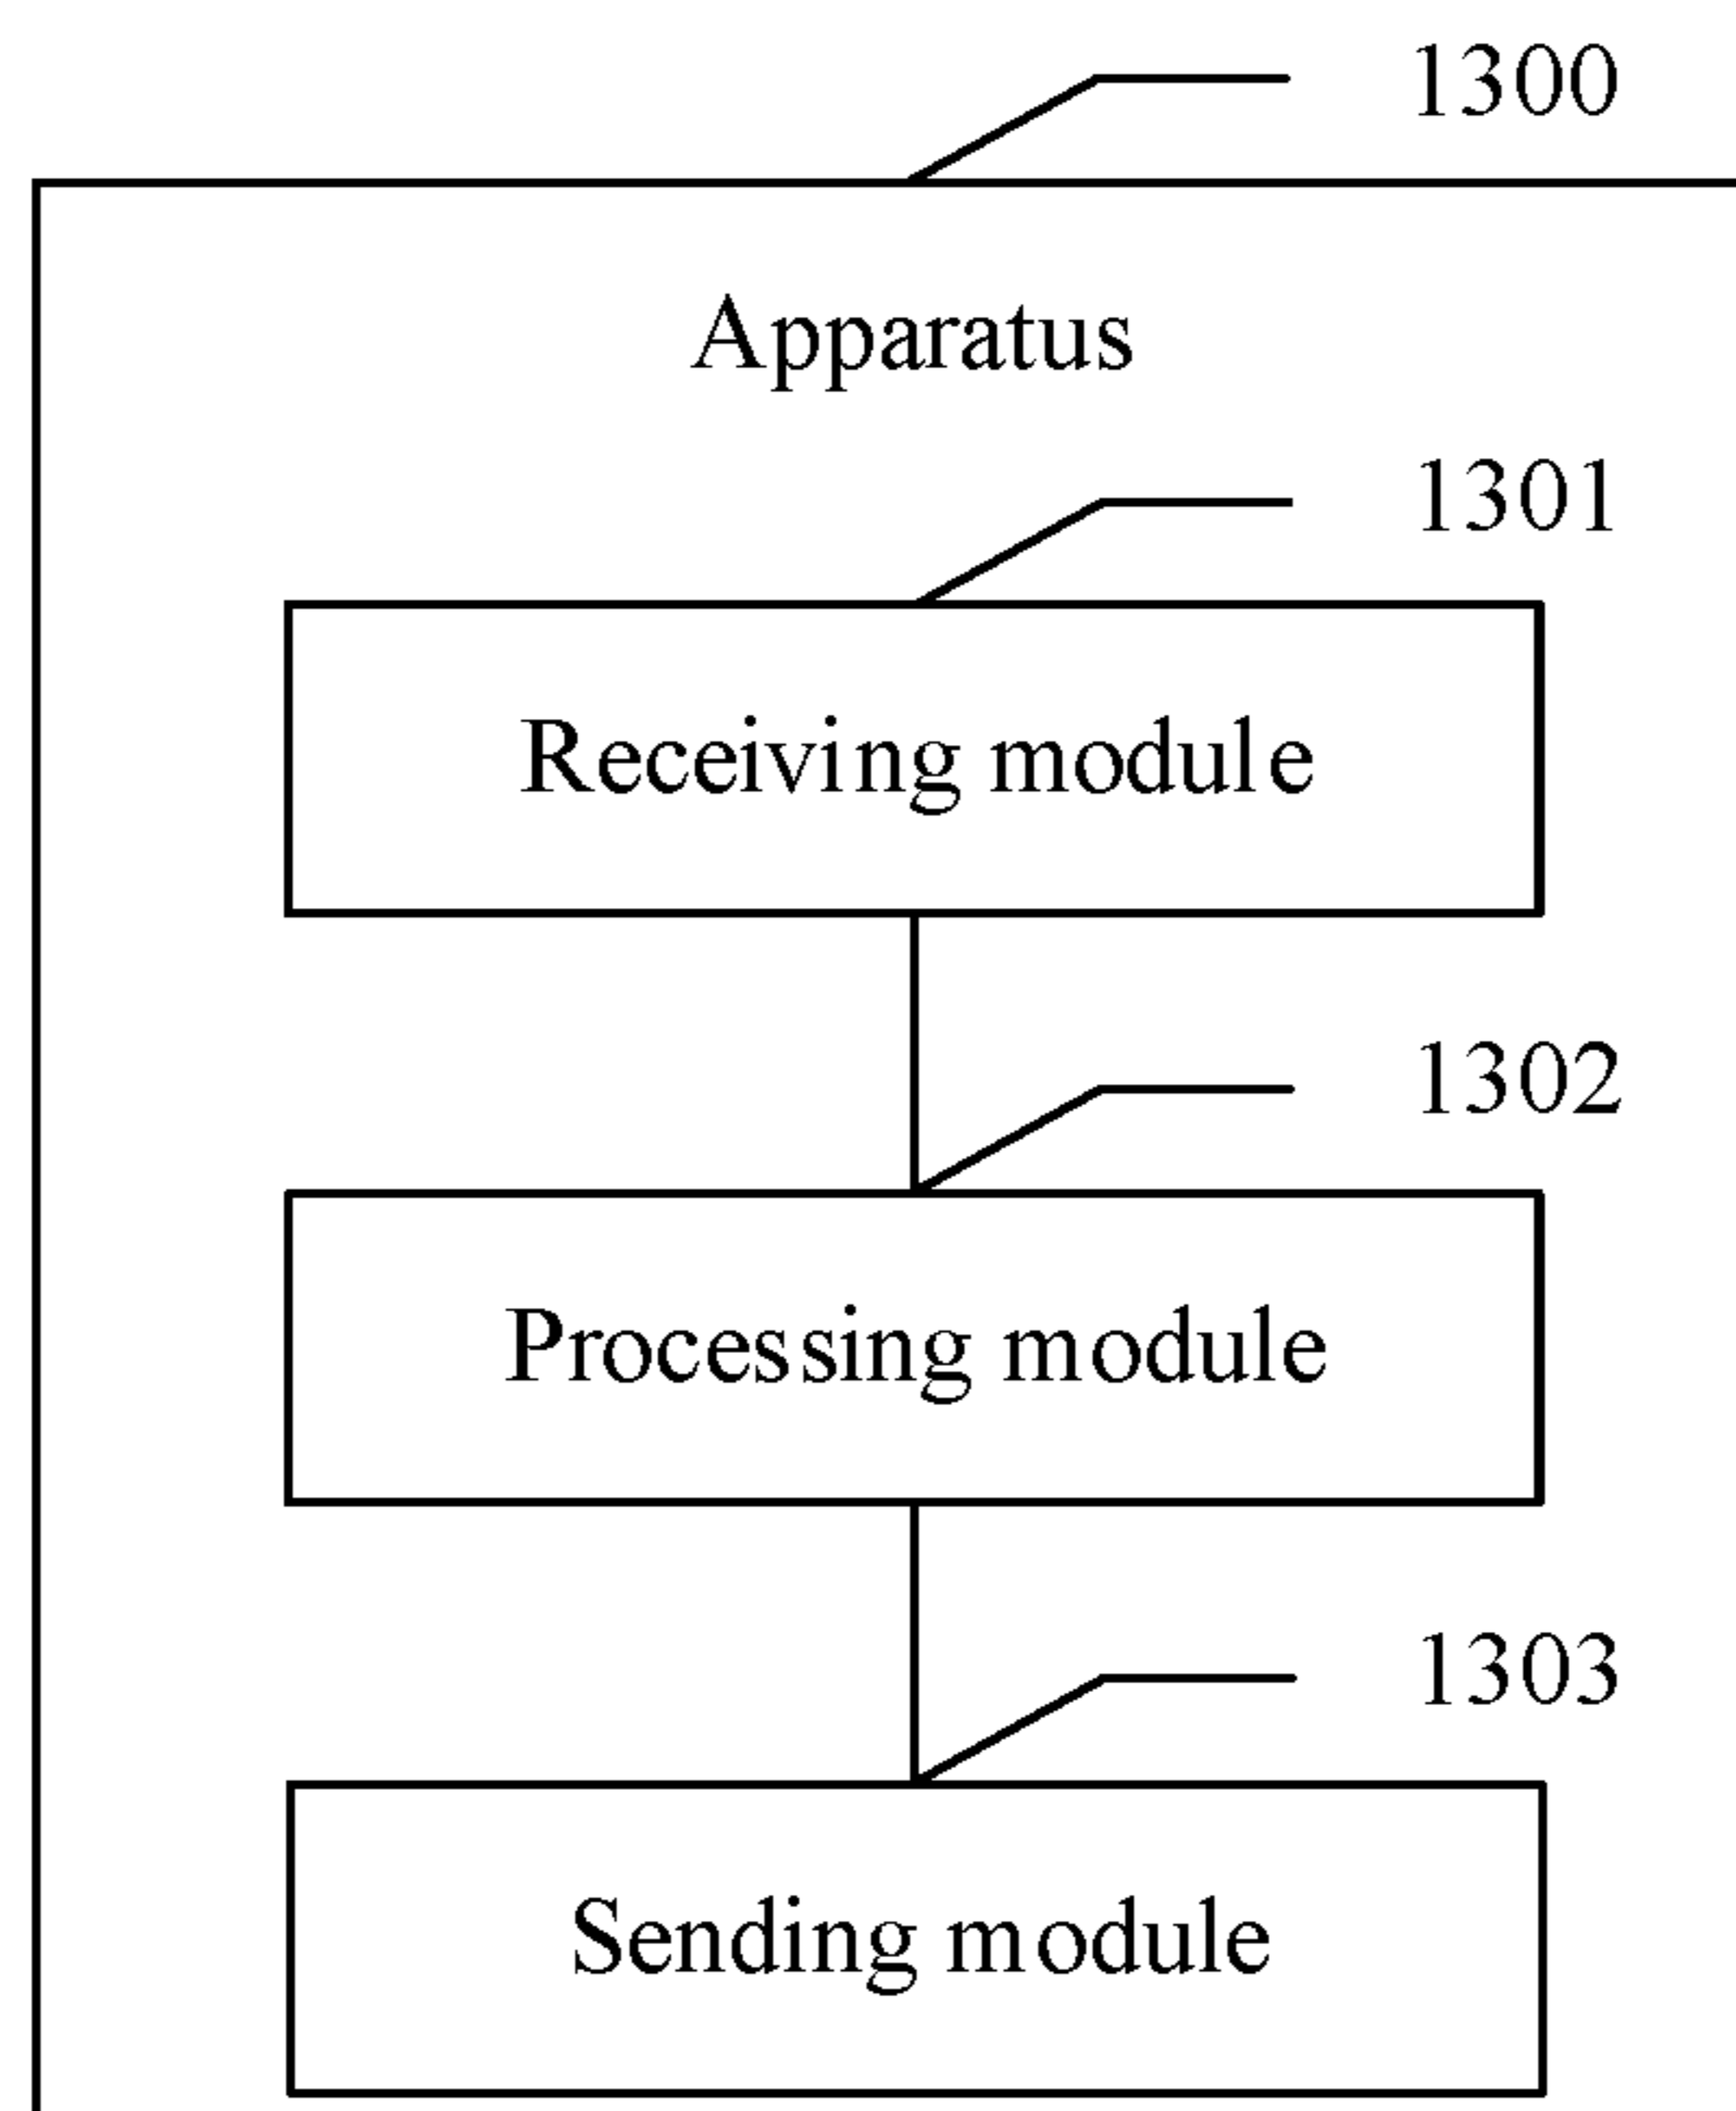 1300
Apparatus
1301
Receiving module
1302
Processing module
1303
Sending module